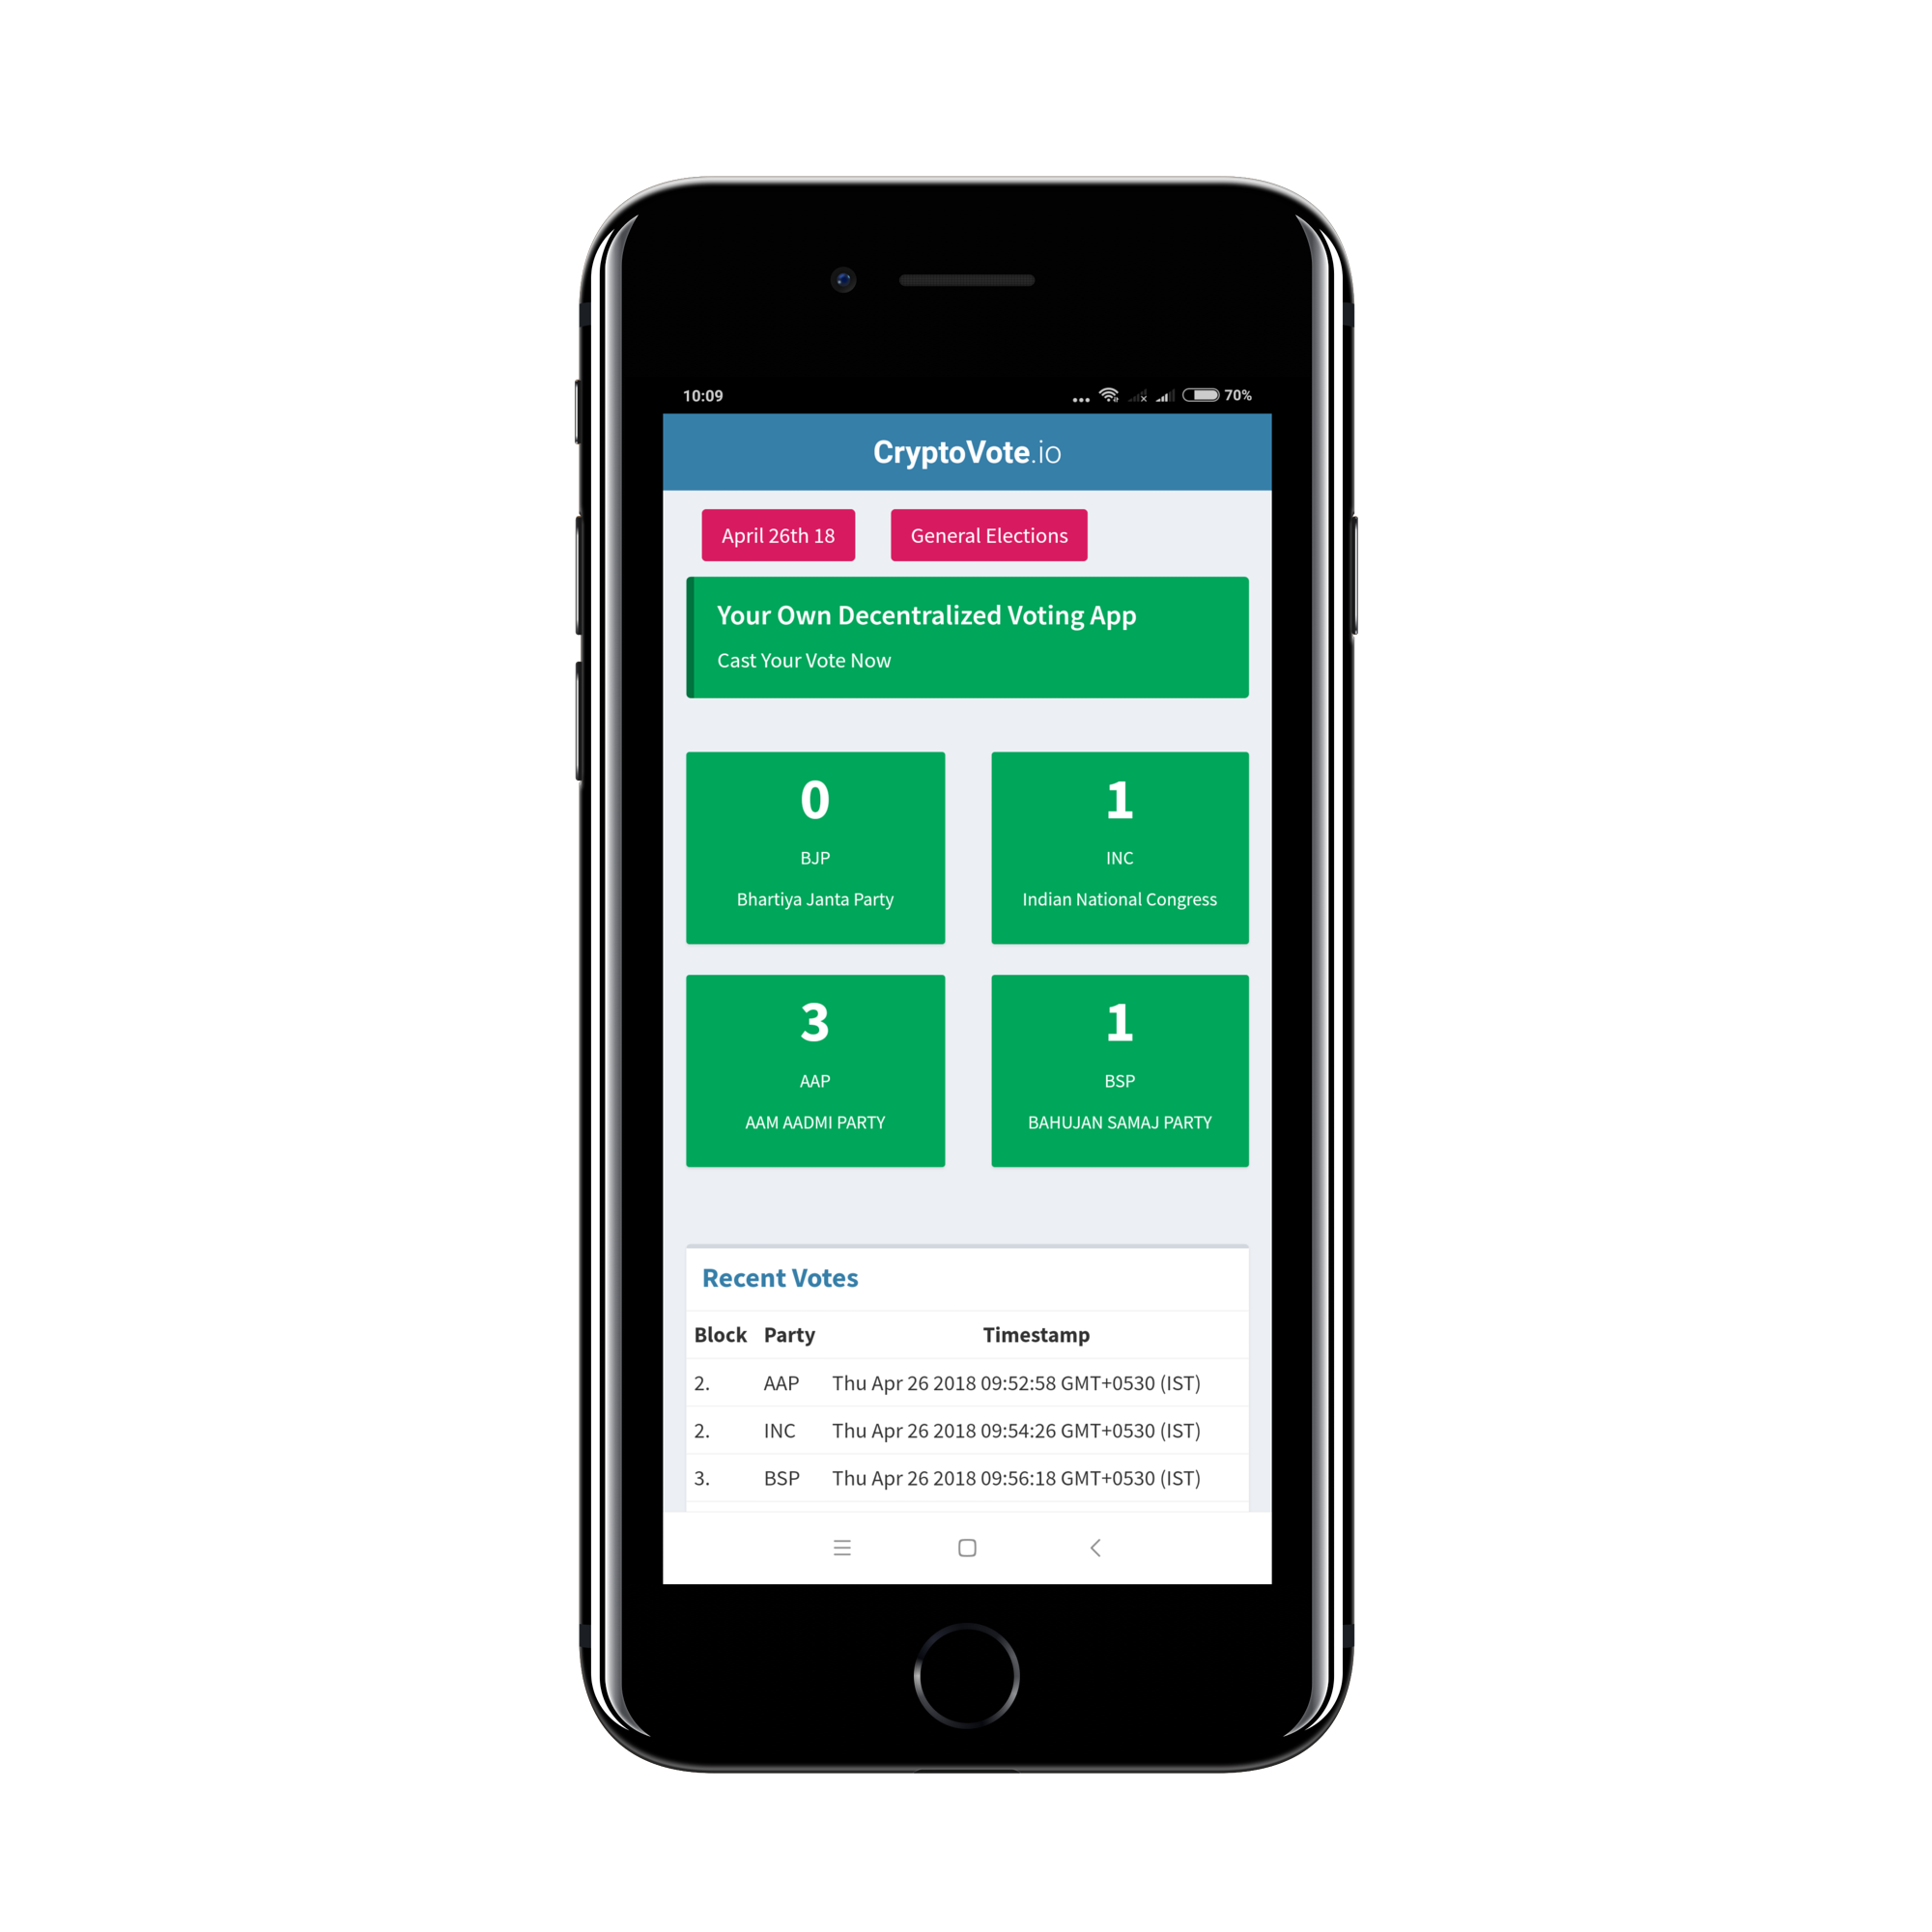 10:09 70%
CryptoVote.io
April 26th 18 General Elections
Your Own Decentralized Voting App
Cast Your Vote Now
0 1
BJP INC
Bhartiya Janta Party Indian National Congress
3 1
AAP BSP
AAM AADMI PARTY BAHUJAN SAMAJ PARTY
Recent Votes
Block Party Timestamp
2. AAP Thu Apr 26 2018 09:52:58 GMT+0530 (IST)
2. INC Thu Apr 26 2018 09:54:26 GMT+0530 (IST)
3. BSP Thu Apr 26 2018 09:56:18 GMT+0530 (IST)